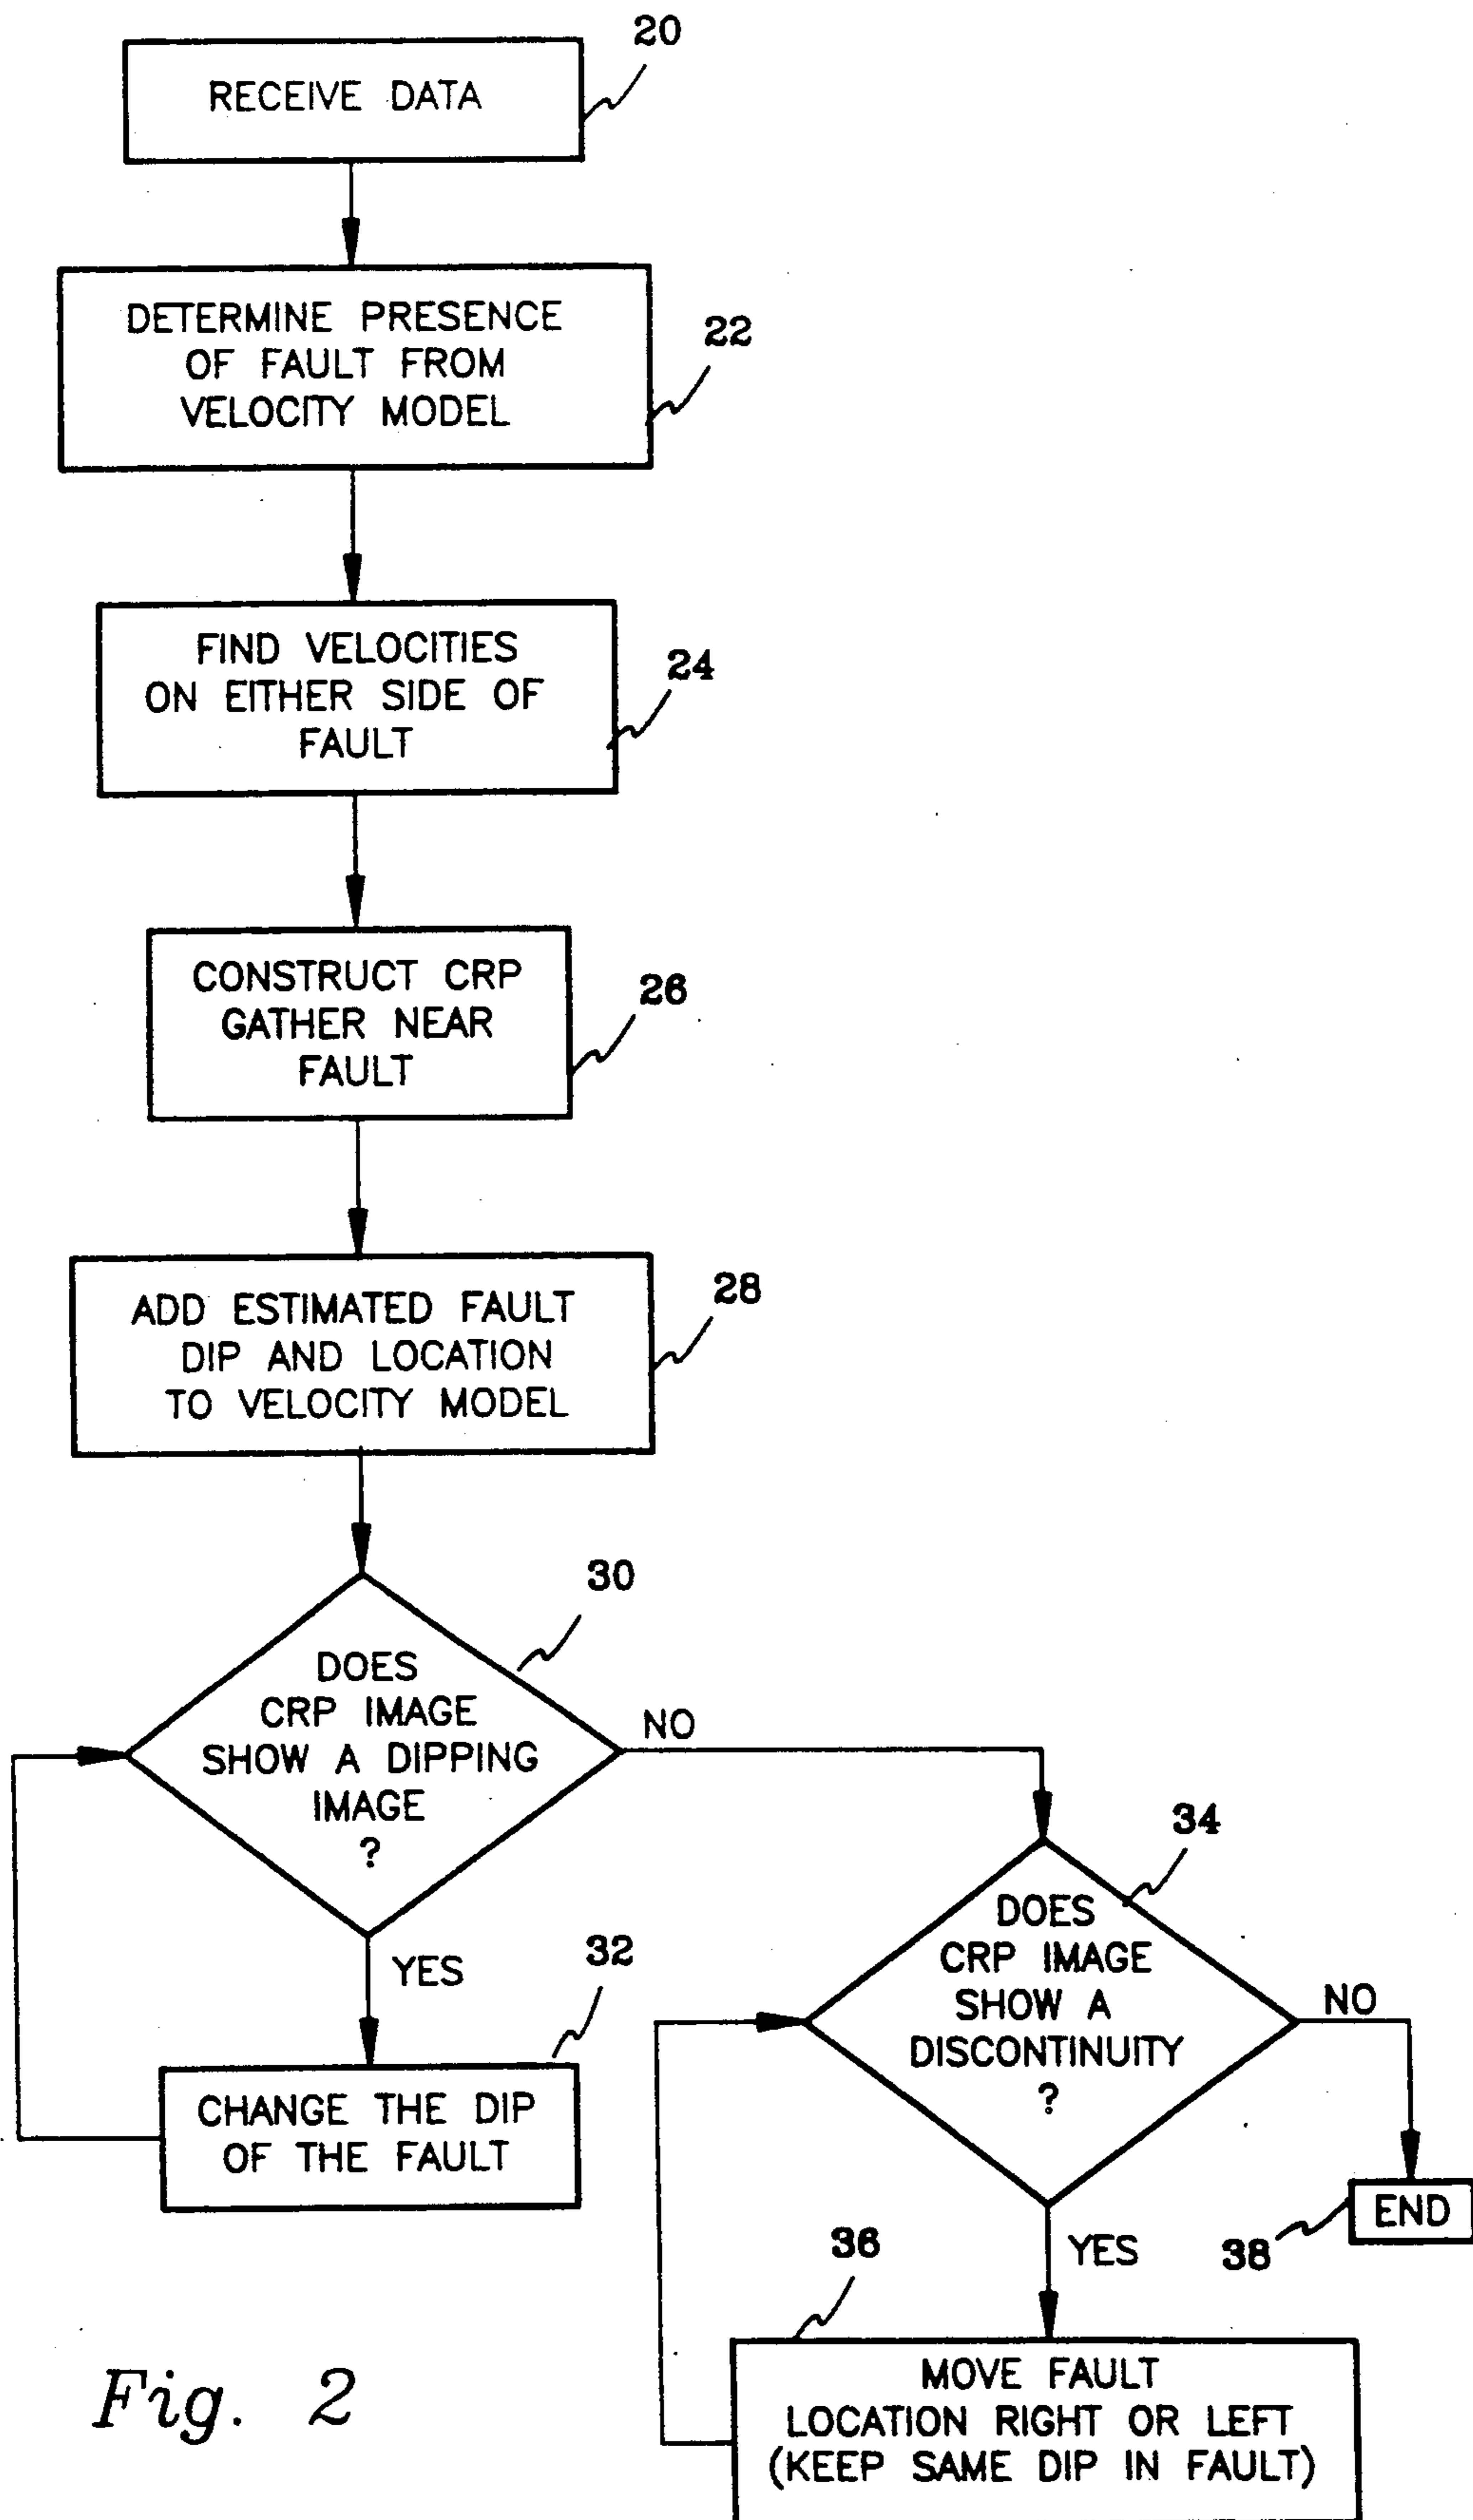 20
RECEIVE DATA
DETERMINE PRESENCE
OF FAULT FROM
VELOCITY MODEL
22
FIND VELOCITIES
ON EITHER SIDE OF
FAULT
24
CONSTRUCT CRP
GATHER NEAR
FAULT
26
ADD ESTIMATED FAULT
DIP AND LOCATION
TO VELOCITY MODEL
28
30
DOES
CRP IMAGE
SHOW A DIPPING
IMAGE
?
NO
YES
32
CHANGE THE DIP
OF THE FAULT
34
DOES
CRP IMAGE
SHOW A
DISCONTINUITY
?
NO
YES
END
38
36
MOVE FAULT
LOCATION RIGHT OR LEFT
(KEEP SAME DIP IN FAULT)
Fig. 2